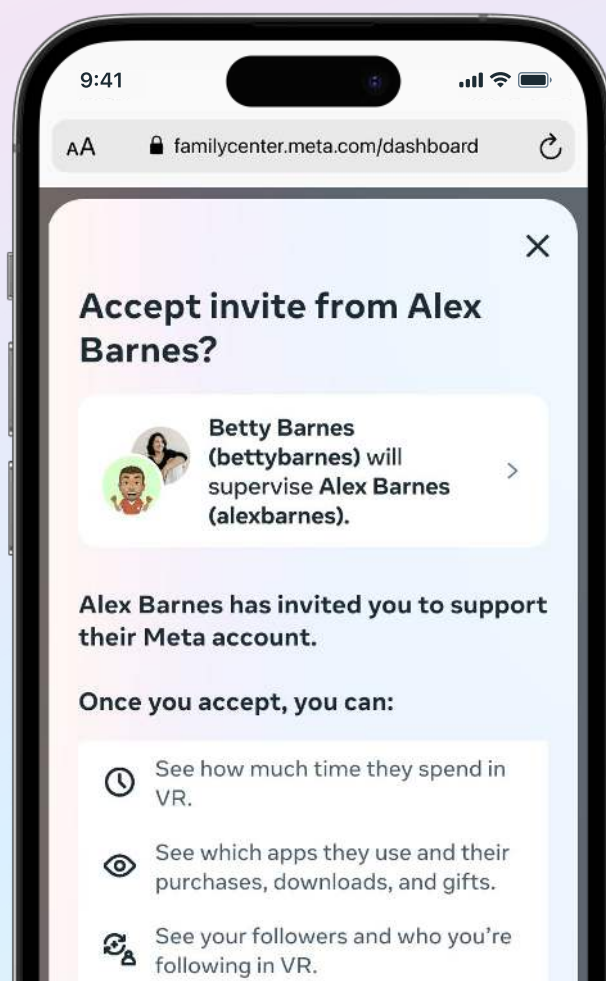 9:41
AA familycenter.meta.com/dashboard
Accept invite from Alex
Barnes?
Betty Barnes
(bettybarnes) will
supervise Alex Barnes
(alexbarnes).
Alex Barnes has invited you to support
their Meta account.
Once you accept, you can:
See how much time they spend in
VR.
See which apps they use and their
purchases, downloads, and gifts.
See your followers and who you’re
following in VR.